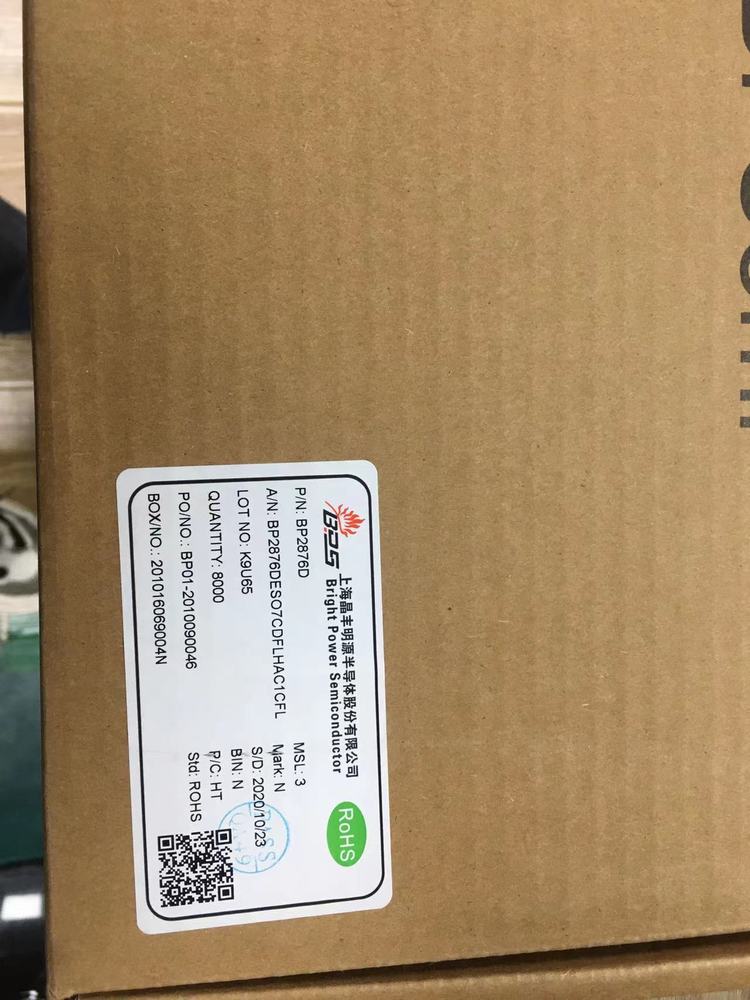 BPS
上海晶丰明源半导体股份有限公司
Bright Power Semiconductor
RoHS
P/N: BP2876D
MSL: 3
A/N: BP2876DESO7CDFLHAC1CFL
Mark: N
LOT NO: K9U65
S/D: 2020/10/23
QUANTITY: 8000
BIN: N
PO/NO.: BP01-2010090046
P/C: HT
BOX/NO.: 201016069004N
Std: ROHS
PASS